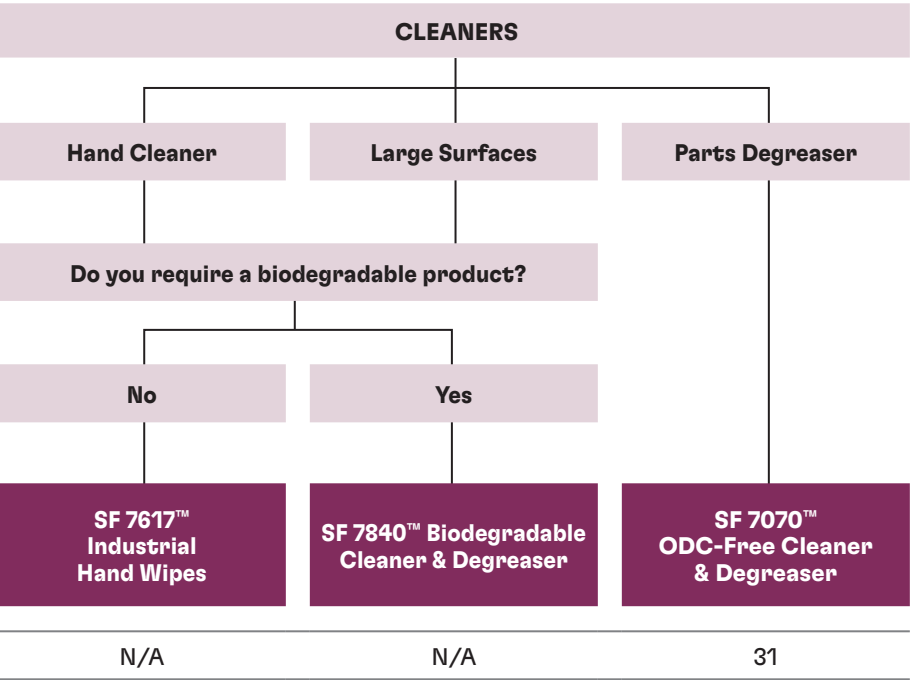 CLEANERS
Hand Cleaner
Large Surfaces
Parts Degreaser
Do you require a biodegradable product?
No
Yes
SF 7617™
Industrial
Hand Wipes
SF 7840™ Biodegradable
Cleaner & Degreaser
SF 7070™
ODC-Free Cleaner
& Degreaser
N/A
N/A
31